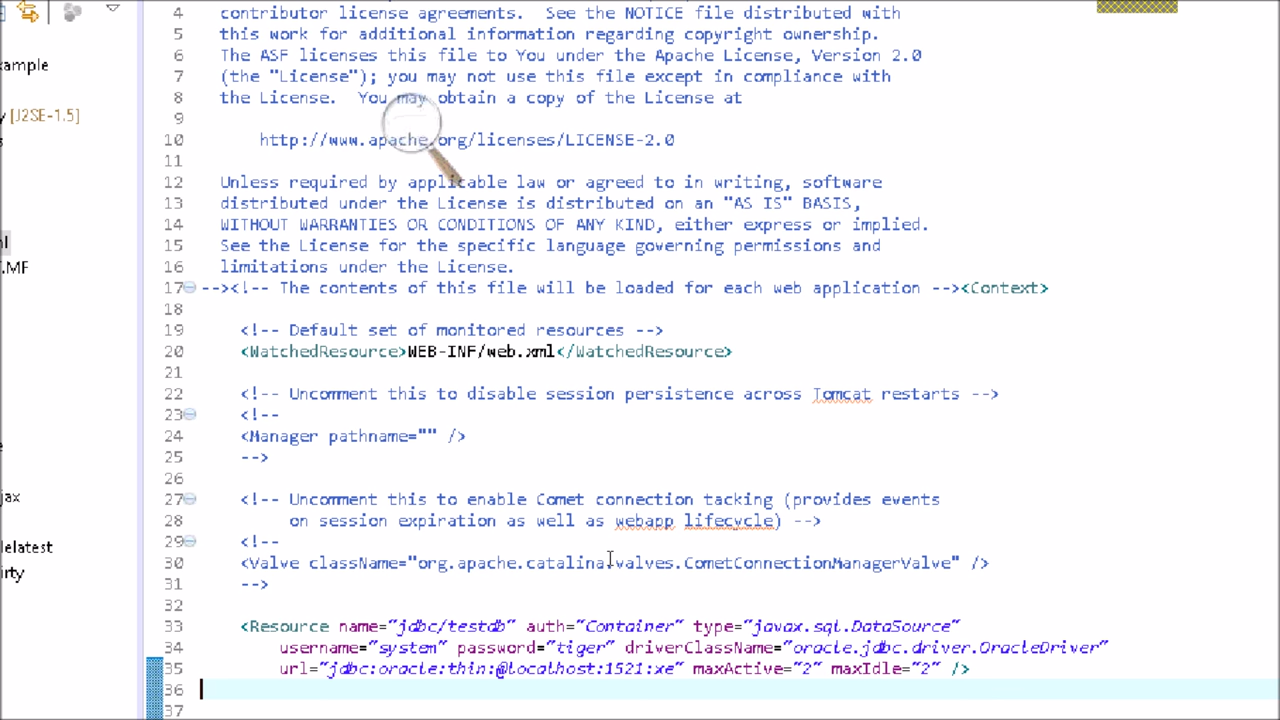 4 contributor license agreements.  See the NOTICE file distributed with
5 this work for additional information regarding copyright ownership.
6 The ASF licenses this file to You under the Apache License, Version 2.0
7 (the "License"); you may not use this file except in compliance with
8 the License.  You may obtain a copy of the License at
9
10 http://www.apache.org/licenses/LICENSE-2.0
11
12 Unless required by applicable law or agreed to in writing, software
13 distributed under the License is distributed on an "AS IS" BASIS,
14 WITHOUT WARRANTIES OR CONDITIONS OF ANY KIND, either express or implied.
15 See the License for the specific language governing permissions and
16 limitations under the License.
17 --><!-- The contents of this file will be loaded for each web application --><Context>
18
19 <!-- Default set of monitored resources -->
20 <WatchedResource>WEB-INF/web.xml</WatchedResource>
21
22 <!-- Uncomment this to disable session persistence across Tomcat restarts -->
23 <!--
24 <Manager pathname="" />
25 -->
26
27 <!-- Uncomment this to enable Comet connection tacking (provides events
28 on session expiration as well as webapp lifecycle) -->
29 <!--
30 <Valve className="org.apache.catalina.valves.CometConnectionManagerValve" />
31 -->
32
33 <Resource name="jdbc/testdb" auth="Container" type="javax.sql.DataSource"
34 username="system" password="tiger" driverClassName="oracle.jdbc.driver.OracleDriver"
35 url="jdbc:oracle:thin:@localhost:1521:xe" maxActive="2" maxIdle="2" />
36
37
xample
y [J2SE-1.5]
s
nl
T.MF
e
jax
lelatest
irty